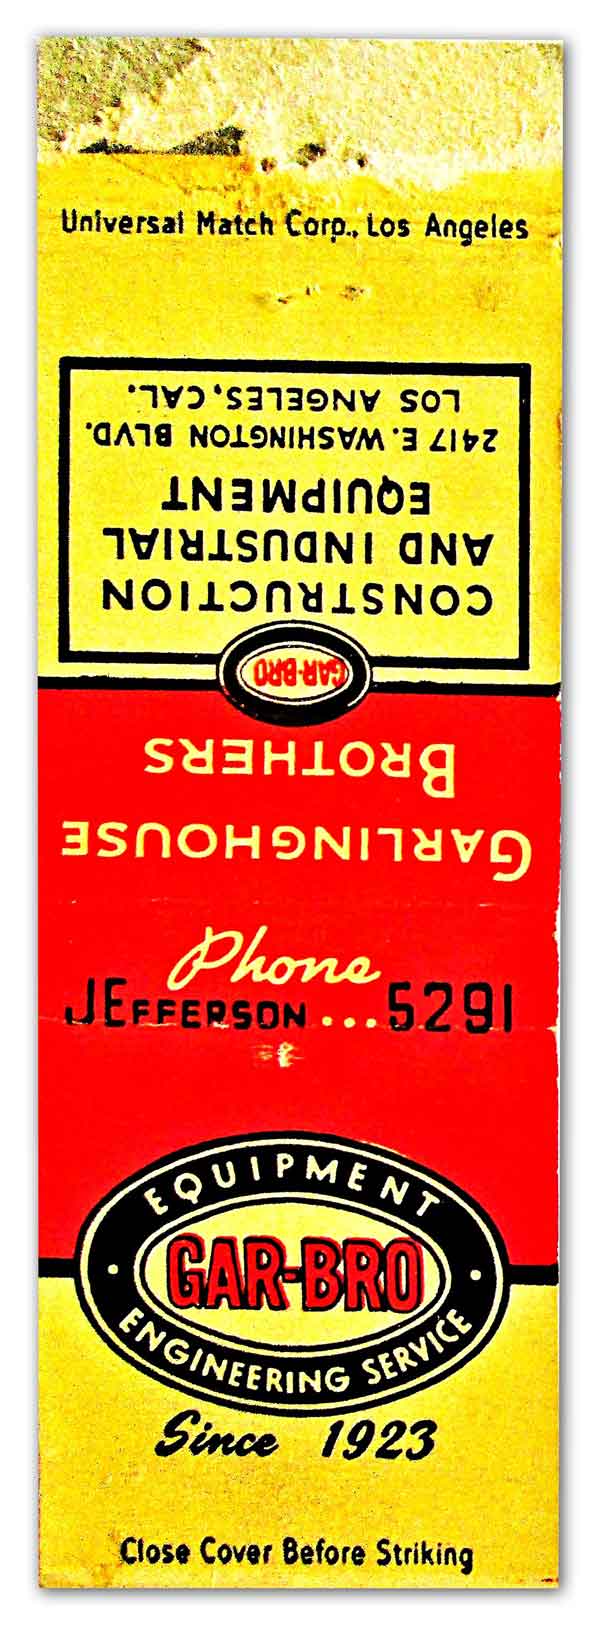 Universal Match Corp., Los Angeles
GARLINGHOUSE
BROTHERS
GAR-BRO
CONSTRUCTION
AND INDUSTRIAL
EQUIPMENT
2417 E. WASHINGTON BLVD.
LOS ANGELES, CAL.
Phone
JEFFERSON...5291
EQUIPMENT
GAR-BRO
ENGINEERING SERVICE
Since 1923
Close Cover Before Striking